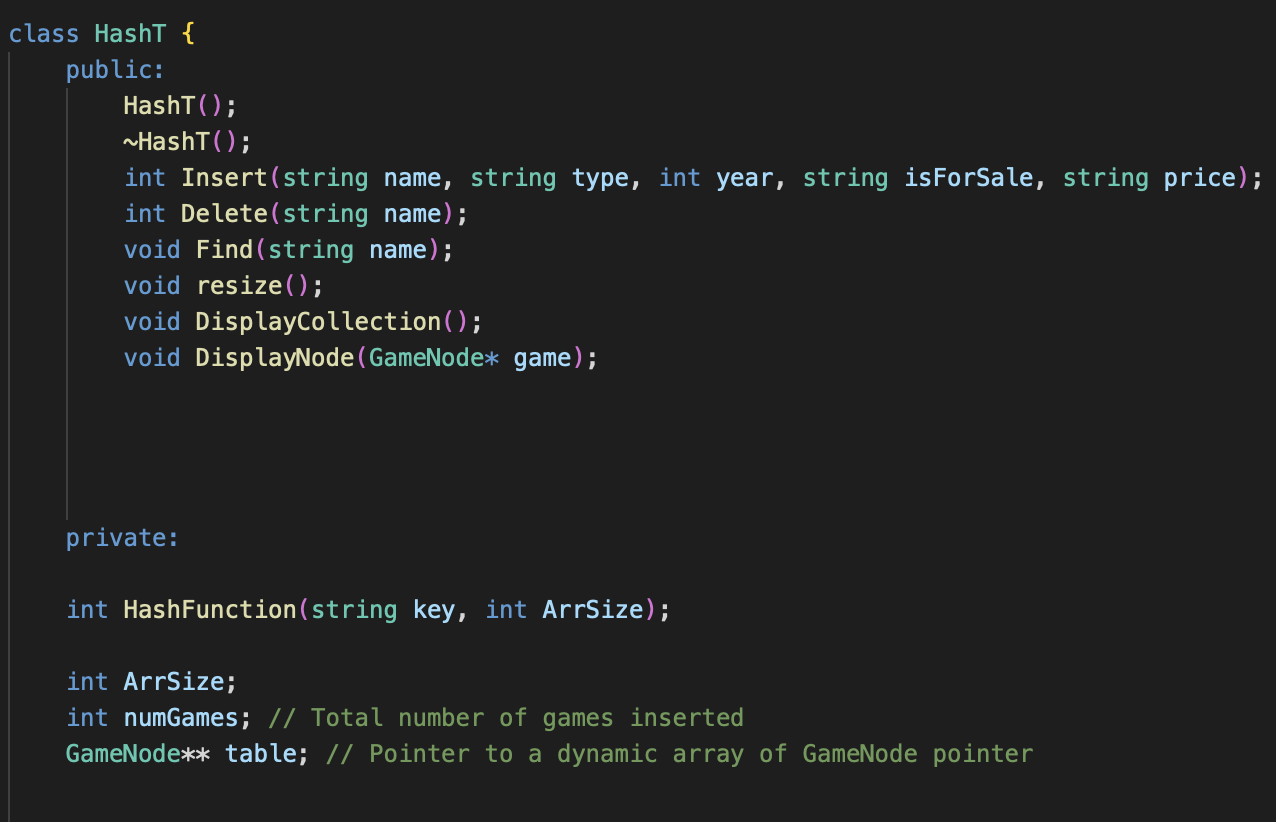 class HashT {
public:
HashT();
~HashT();
int Insert(string name, string type, int year, string isForSale, string price);
int Delete(string name);
void Find(string name);
void resize();
void DisplayCollection();
void DisplayNode(GameNode* game);
private:
int HashFunction(string key, int ArrSize);
int ArrSize;
int numGames; // Total number of games inserted
GameNode** table; // Pointer to a dynamic array of GameNode pointer